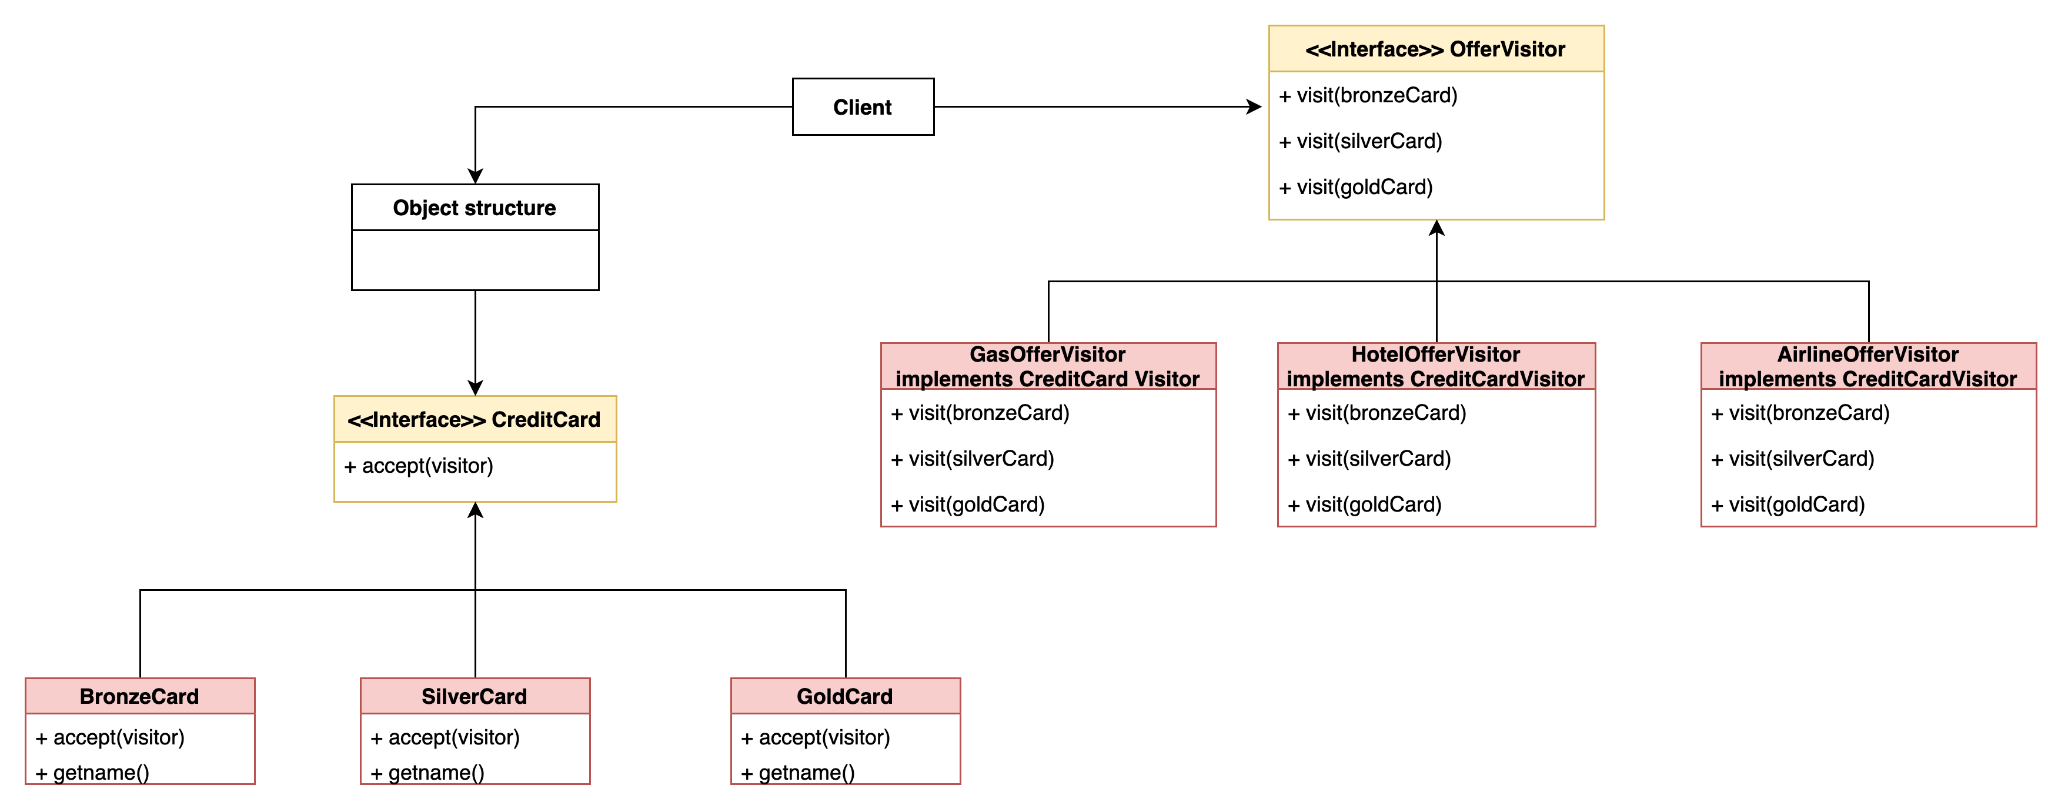 <<Interface>> OfferVisitor
+ visit(bronzeCard)
+ visit(silverCard)
+ visit(goldCard)
Client
Object structure
<<Interface>> CreditCard
+ accept(visitor)
GasOfferVisitor
implements CreditCard Visitor
+ visit(bronzeCard)
+ visit(silverCard)
+ visit(goldCard)
HotelOfferVisitor
implements CreditCardVisitor
+ visit(bronzeCard)
+ visit(silverCard)
+ visit(goldCard)
AirlineOfferVisitor
implements CreditCardVisitor
+ visit(bronzeCard)
+ visit(silverCard)
+ visit(goldCard)
BronzeCard
+ accept(visitor)
+ getname()
SilverCard
+ accept(visitor)
+ getname()
GoldCard
+ accept(visitor)
+ getname()